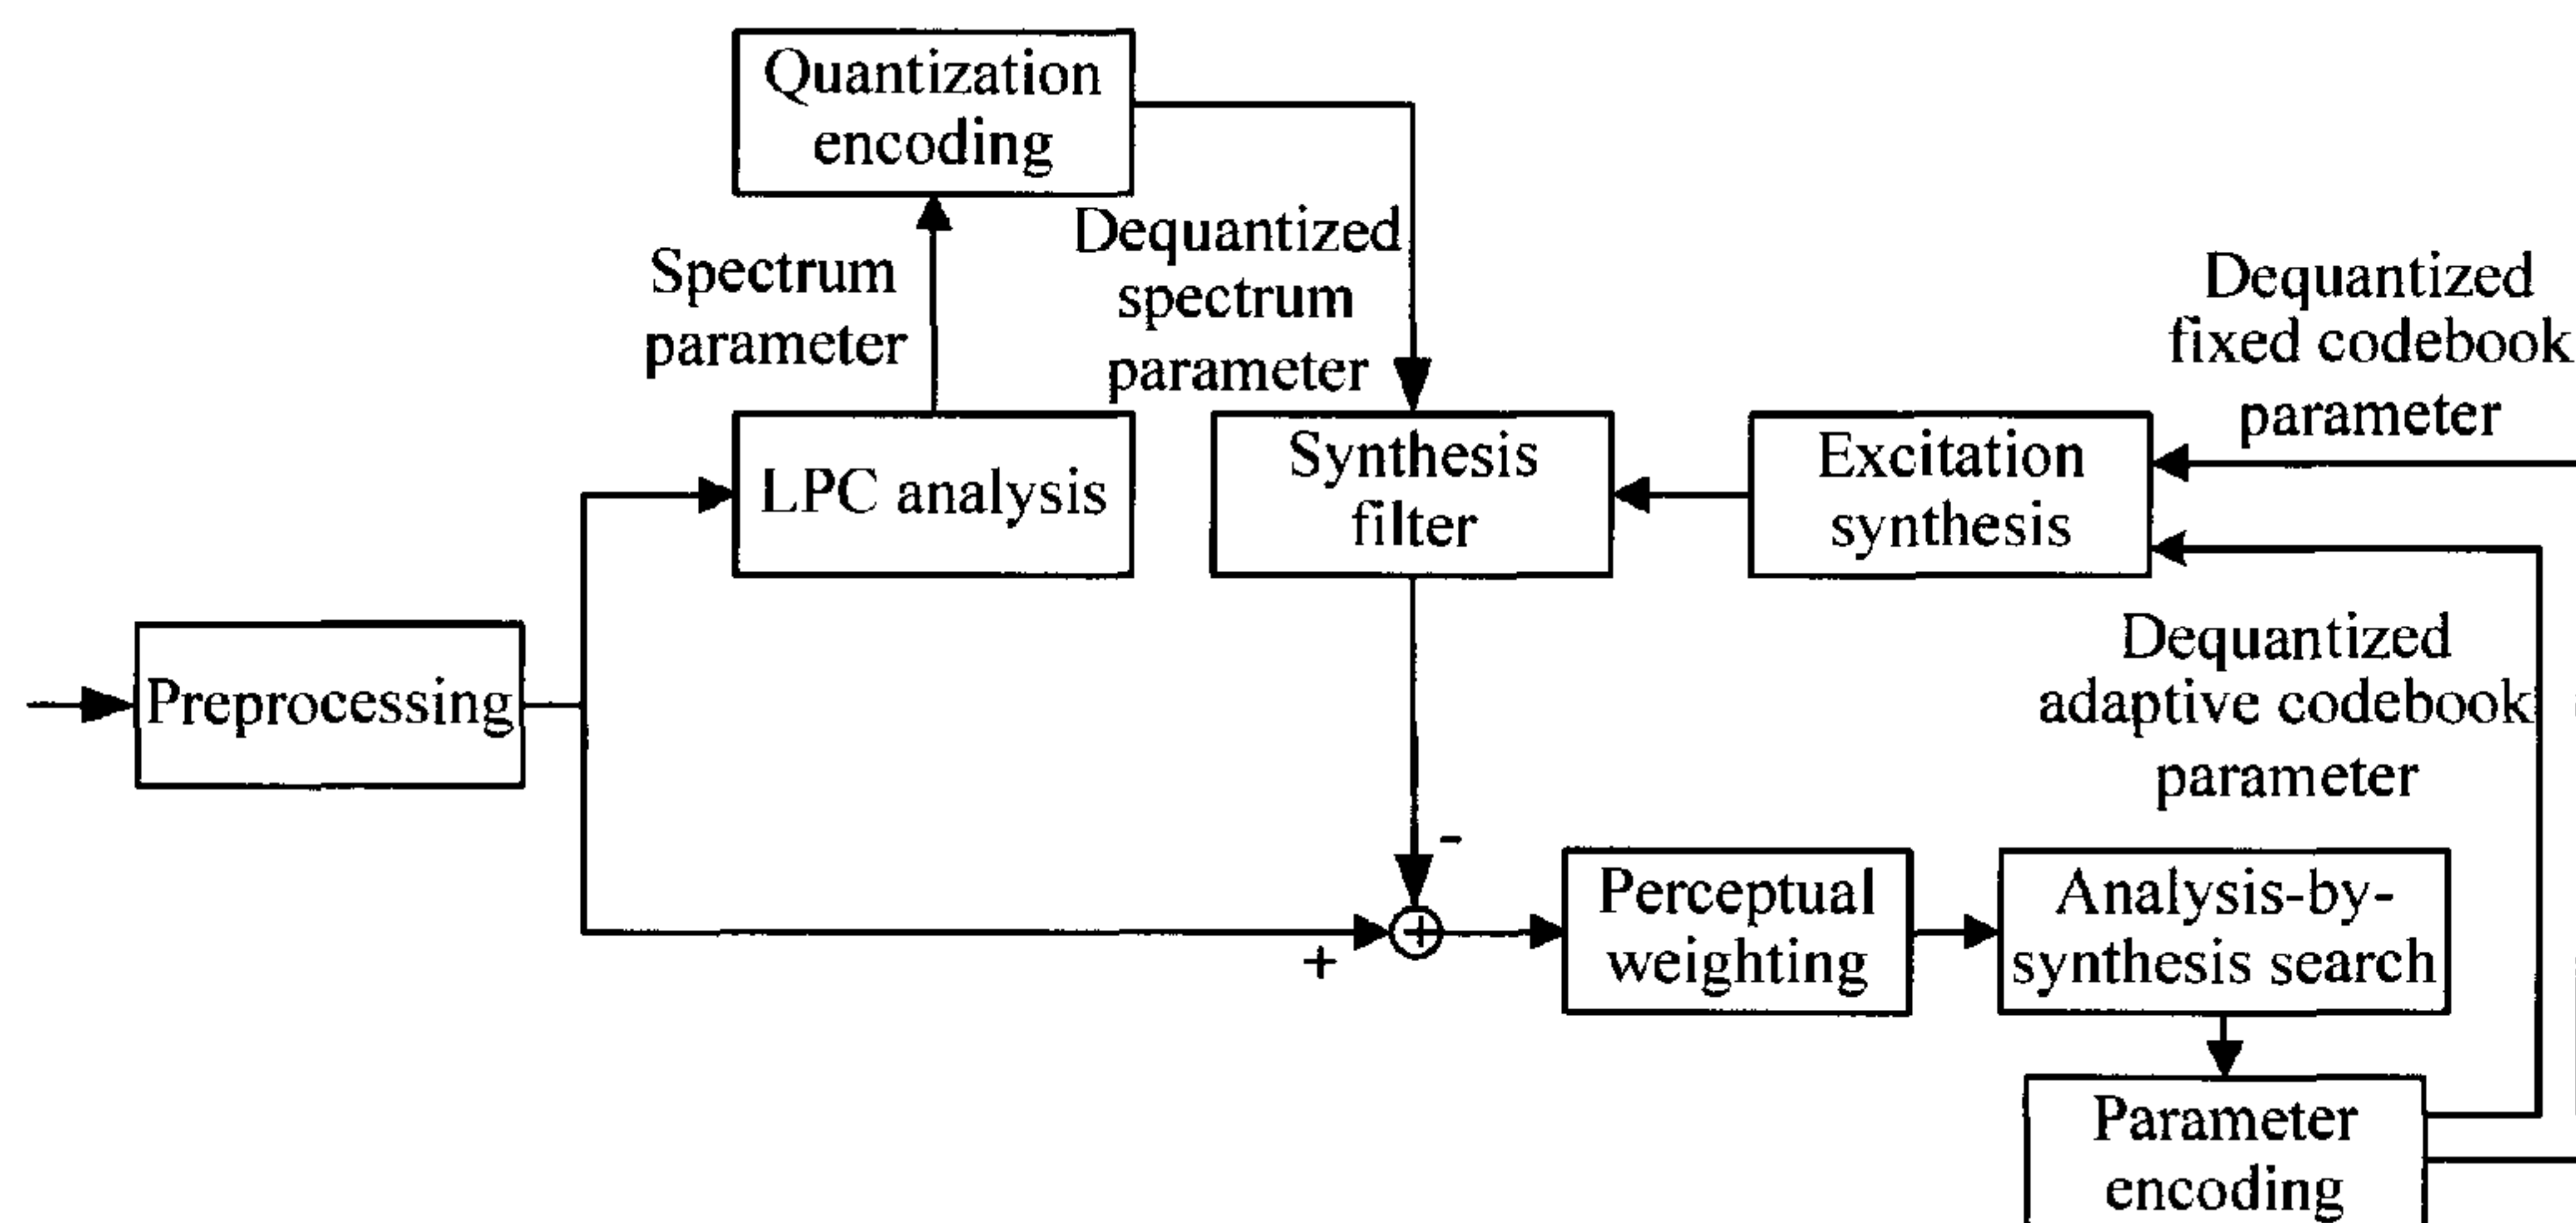 Quantization
encoding
Spectrum
parameter
Dequantized
spectrum
parameter
Dequantized
fixed codebook
parameter
LPC analysis
Synthesis
filter
Excitation
synthesis
Preprocessing
Dequantized
adaptive codebook
parameter
-
+
+
Perceptual
weighting
Analysis-by-
synthesis search
Parameter
encoding